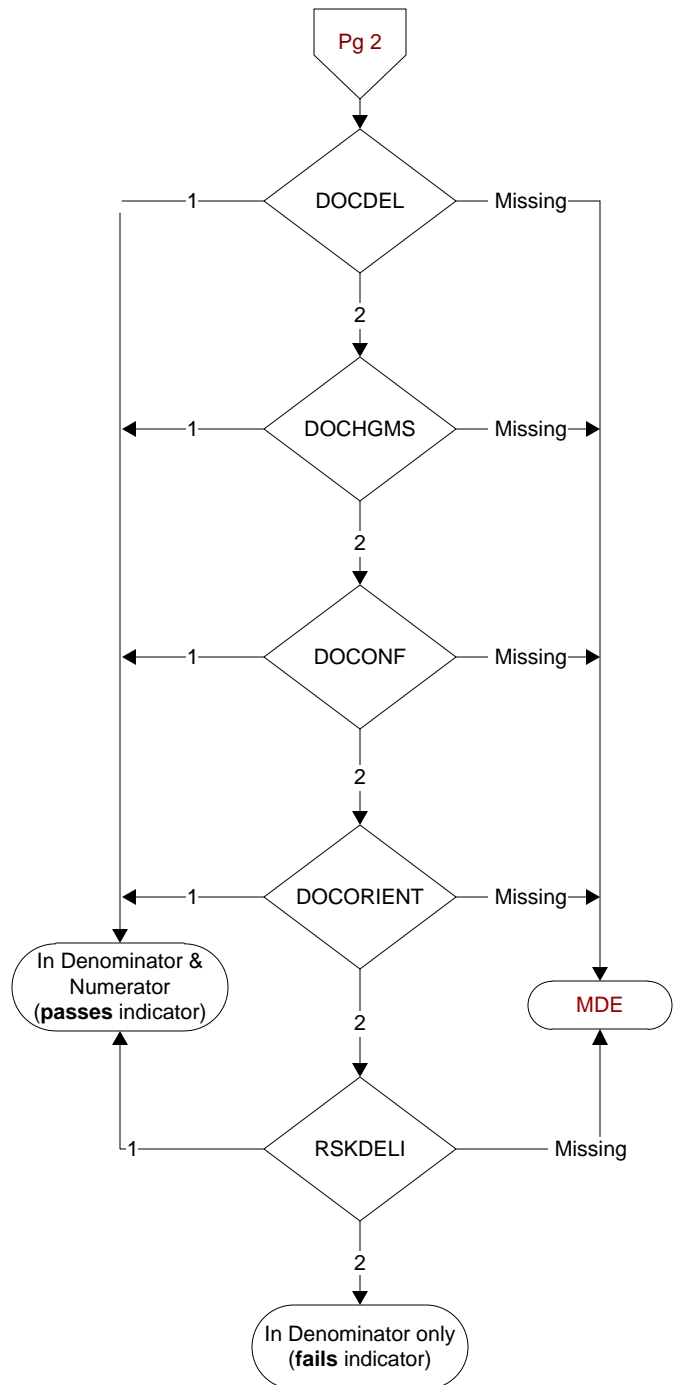 Pg 2
1
DOCDEL
Missing
2
1
DOCHGMS
Missing
2
1
DOCONF
Missing
2
1
DOCORIENT
Missing
In Denominator &
Numerator
(passes indicator)
MDE
2
1
RSKDELI
Missing
2
In Denominator only
(fails indicator)